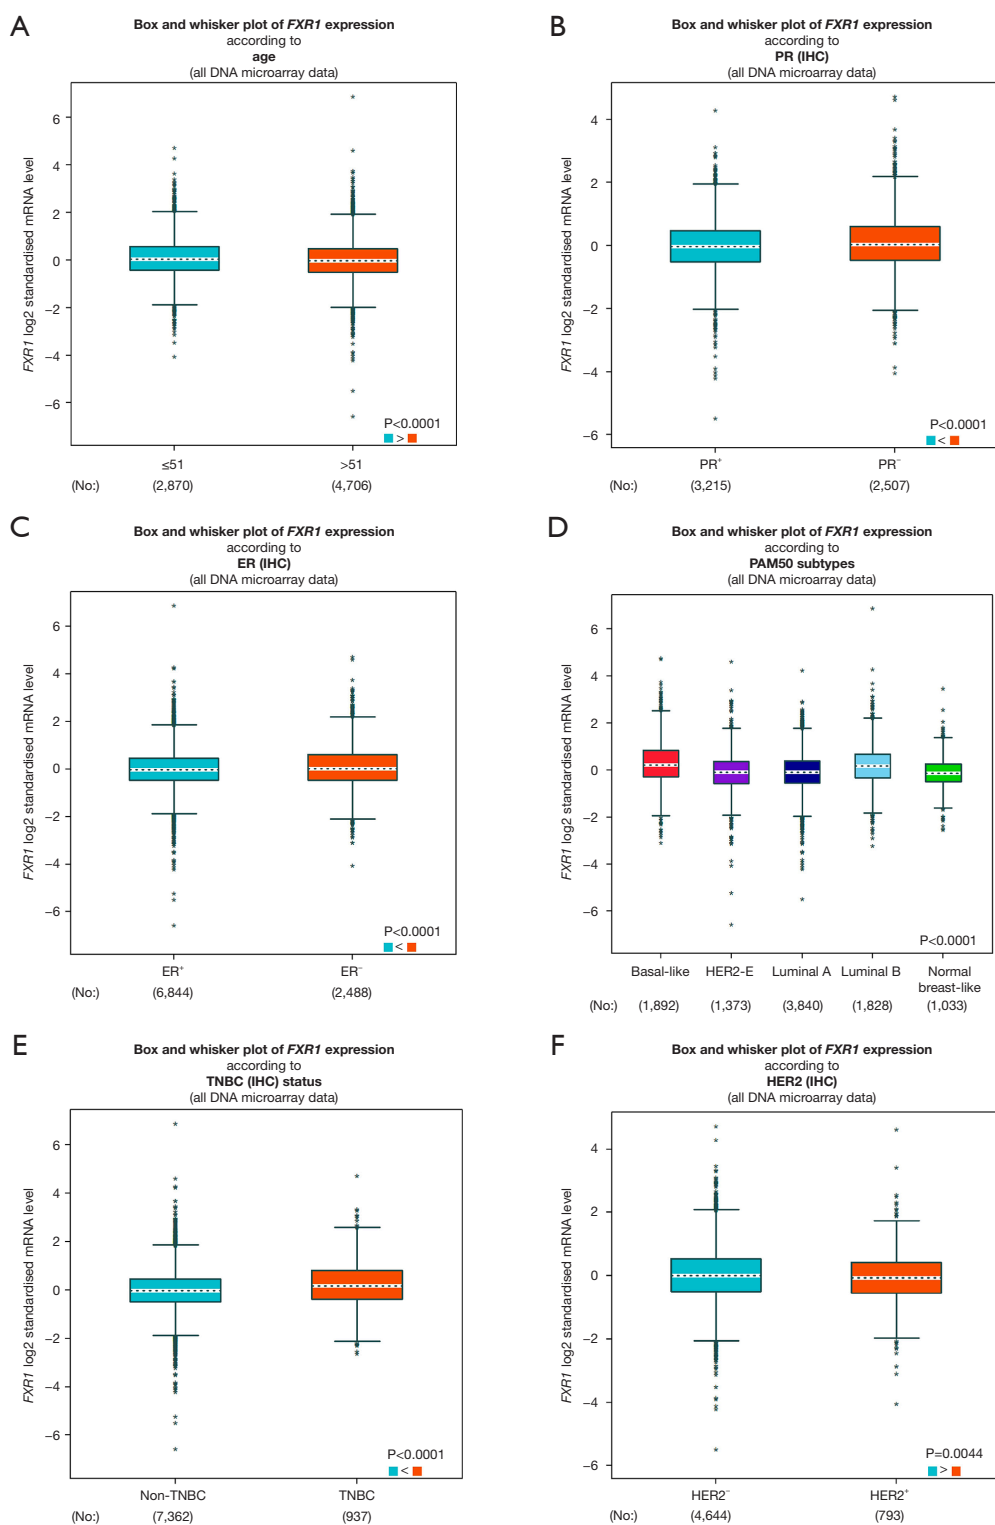 A
Box and whisker plot of FXR1 expression
according to
age
(all DNA microarray data)
FXR1 log2 standardised mRNA level
6
4
2
0
−2
−4
−6
P<0.0001
>
≤51
>51
(No:)
(2,870)
(4,706)
B
Box and whisker plot of FXR1 expression
according to
PR (IHC)
(all DNA microarray data)
FXR1 log2 standardised mRNA level
4
2
0
−2
−4
−6
P<0.0001
<
PR⁺
PR⁻
(No:)
(3,215)
(2,507)
C
Box and whisker plot of FXR1 expression
according to
ER (IHC)
(all DNA microarray data)
FXR1 log2 standardised mRNA level
6
4
2
0
−2
−4
−6
P<0.0001
<
ER⁺
ER⁻
(No:)
(6,844)
(2,488)
D
Box and whisker plot of FXR1 expression
according to
PAM50 subtypes
(all DNA microarray data)
FXR1 log2 standardised mRNA level
6
4
2
0
−2
−4
−6
P<0.0001
Basal-like
HER2-E
Luminal A
Luminal B
Normal
breast-like
(No:)
(1,892)
(1,373)
(3,840)
(1,828)
(1,033)
E
Box and whisker plot of FXR1 expression
according to
TNBC (IHC) status
(all DNA microarray data)
FXR1 log2 standardised mRNA level
6
4
2
0
−2
−4
−6
P<0.0001
<
Non-TNBC
TNBC
(No:)
(7,362)
(937)
F
Box and whisker plot of FXR1 expression
according to
HER2 (IHC)
(all DNA microarray data)
FXR1 log2 standardised mRNA level
4
2
0
−2
−4
−6
P=0.0044
>
HER2⁻
HER2⁺
(No:)
(4,644)
(793)